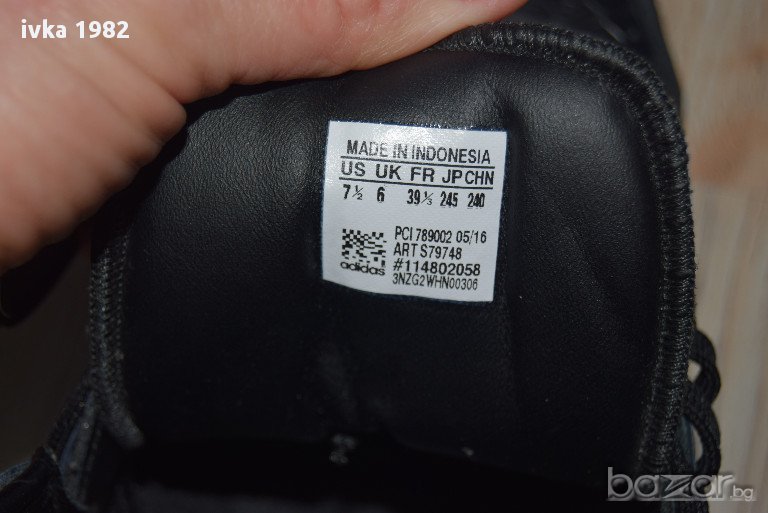 ivka 1982
MADE IN INDONESIA
US UK FR JP CHN
7½ 6 39⅓ 245 240
PCI 789002 05/16
ART S79748
#114802058
adidas
3NZG2WHN00306
bazar.bg